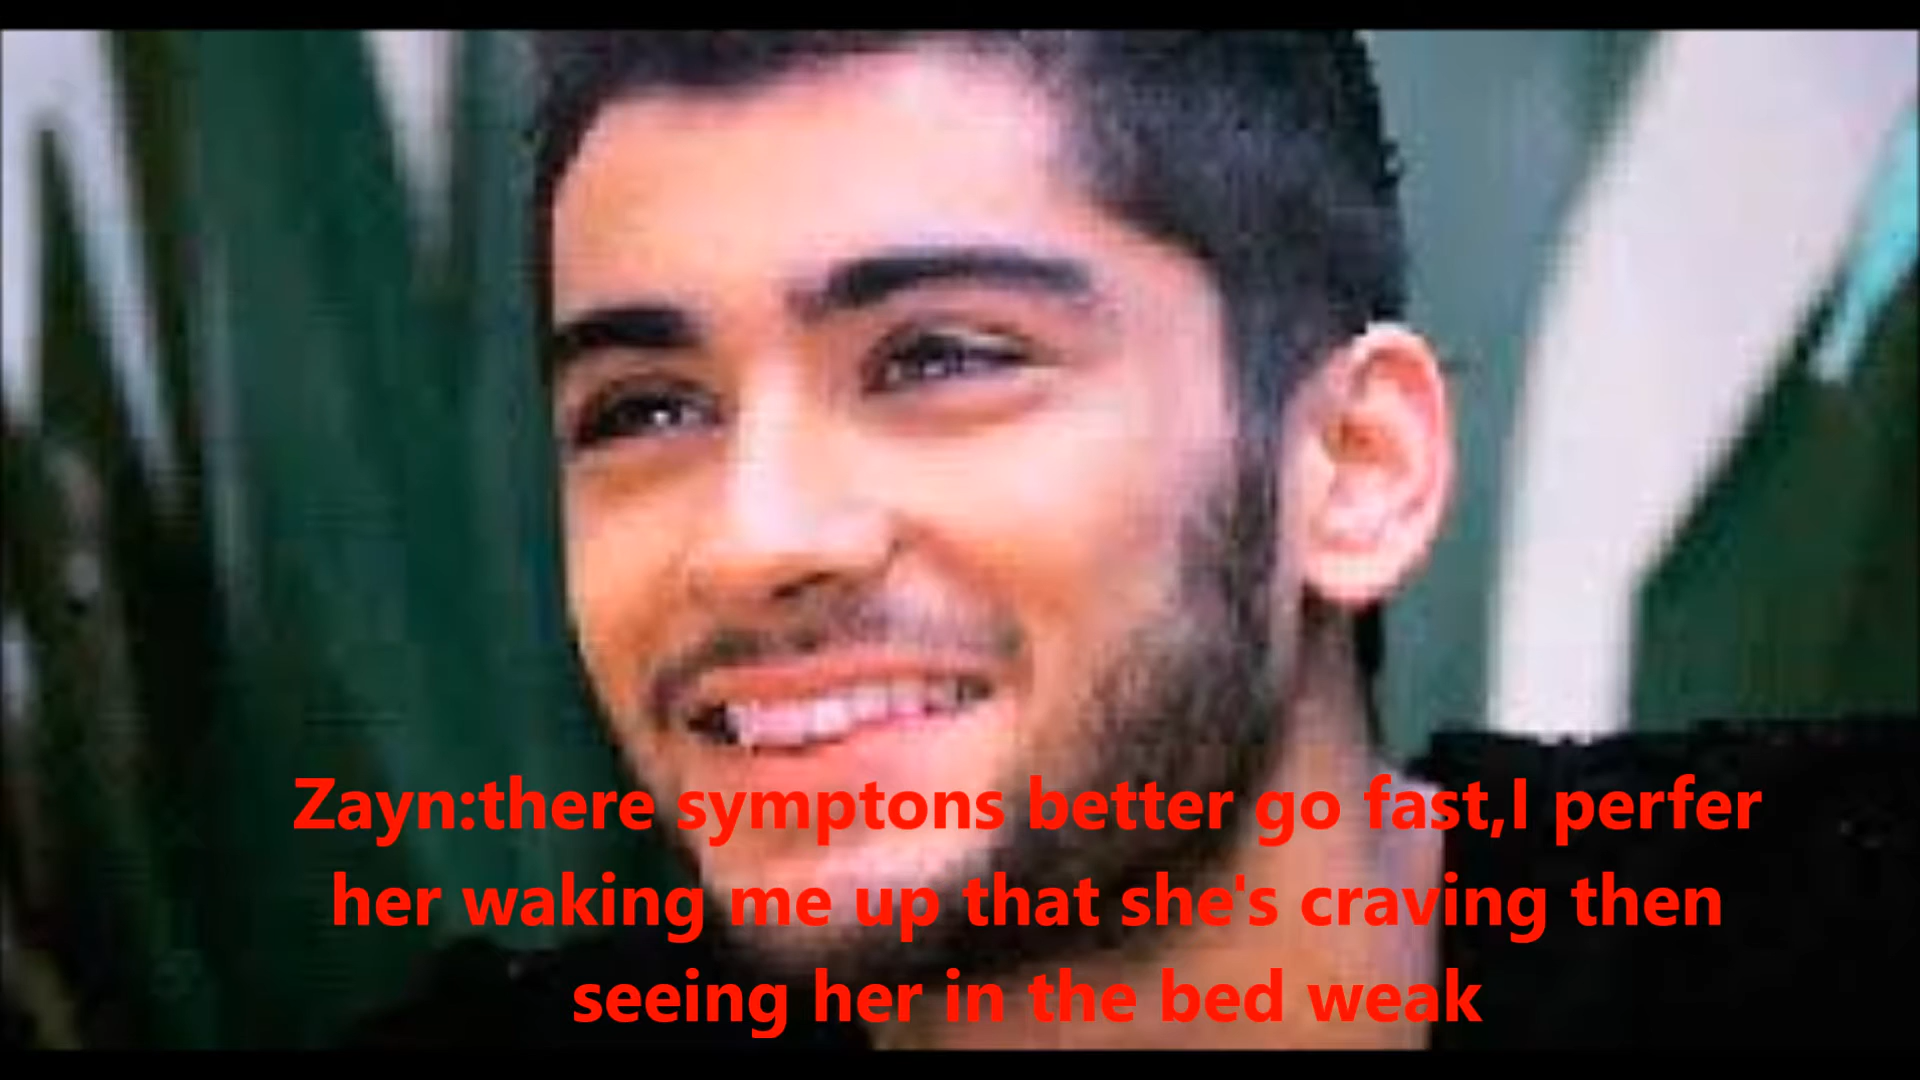 Zayn:there symptons better go fast,I perfer
her waking me up that she's craving then
seeing her in the bed weak